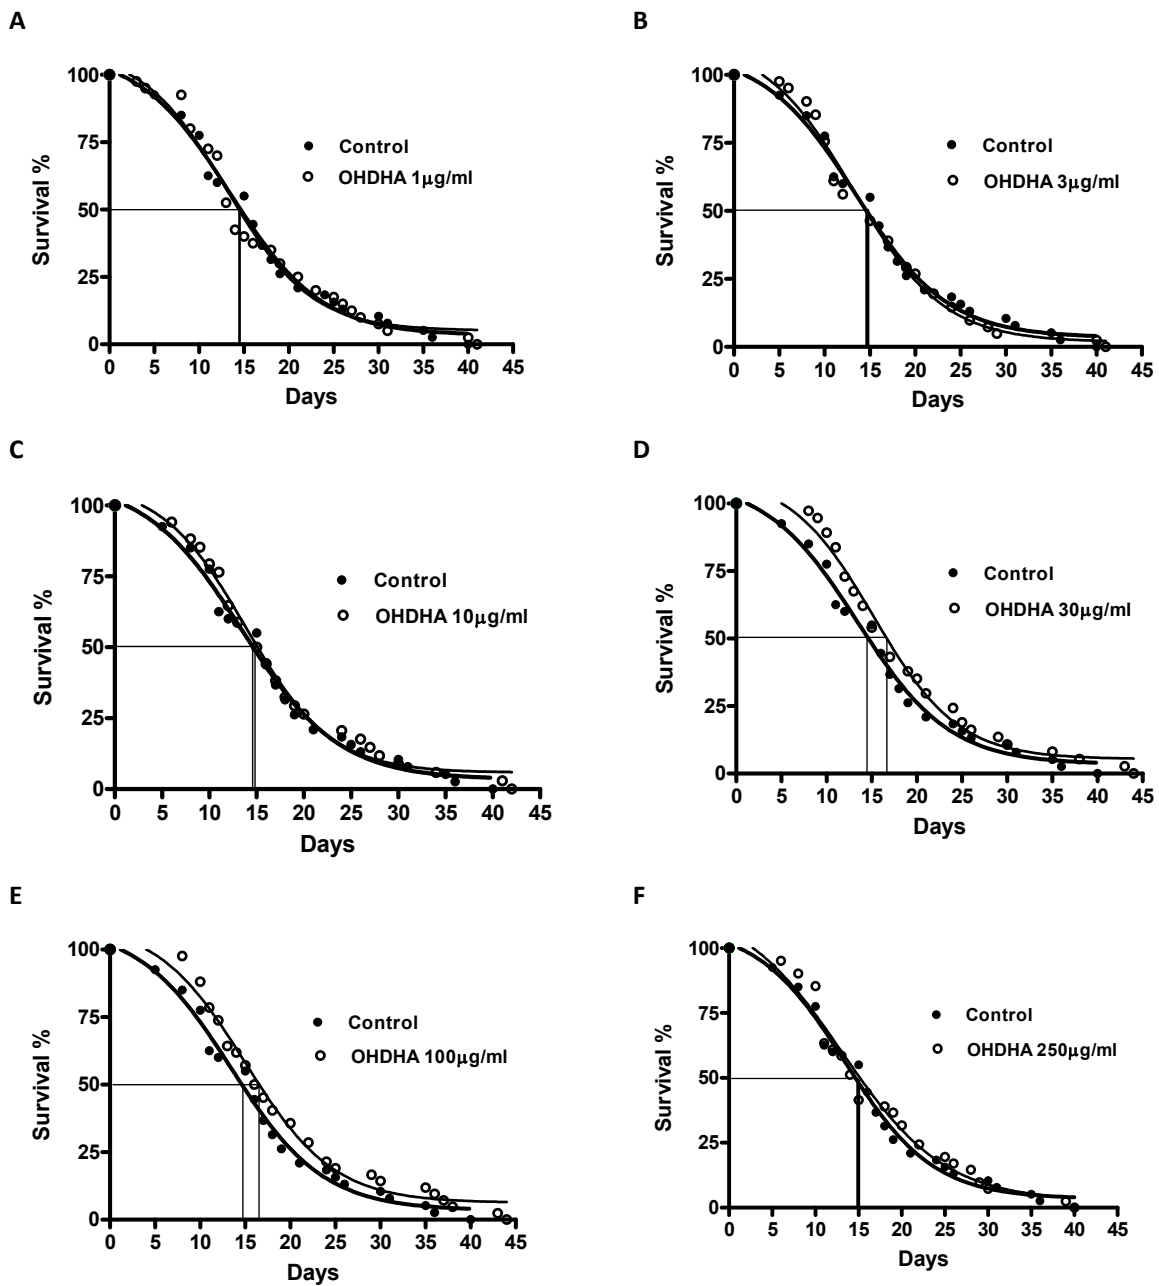 A
100
75
50
25
0
Survival %
0 5 10 15 20 25 30 35 40 45
Days
Control
OHDHA 1µg/ml
B
100
75
50
25
0
Survival %
0 5 10 15 20 25 30 35 40 45
Days
Control
OHDHA 3µg/ml
C
100
75
50
25
0
Survival %
0 5 10 15 20 25 30 35 40 45
Days
Control
OHDHA 10µg/ml
D
100
75
50
25
0
Survival %
0 5 10 15 20 25 30 35 40 45
Days
Control
OHDHA 30µg/ml
E
100
75
50
25
0
Survival %
0 5 10 15 20 25 30 35 40 45
Days
Control
OHDHA 100µg/ml
F
100
75
50
25
0
Survival %
0 5 10 15 20 25 30 35 40 45
Days
Control
OHDHA 250µg/ml